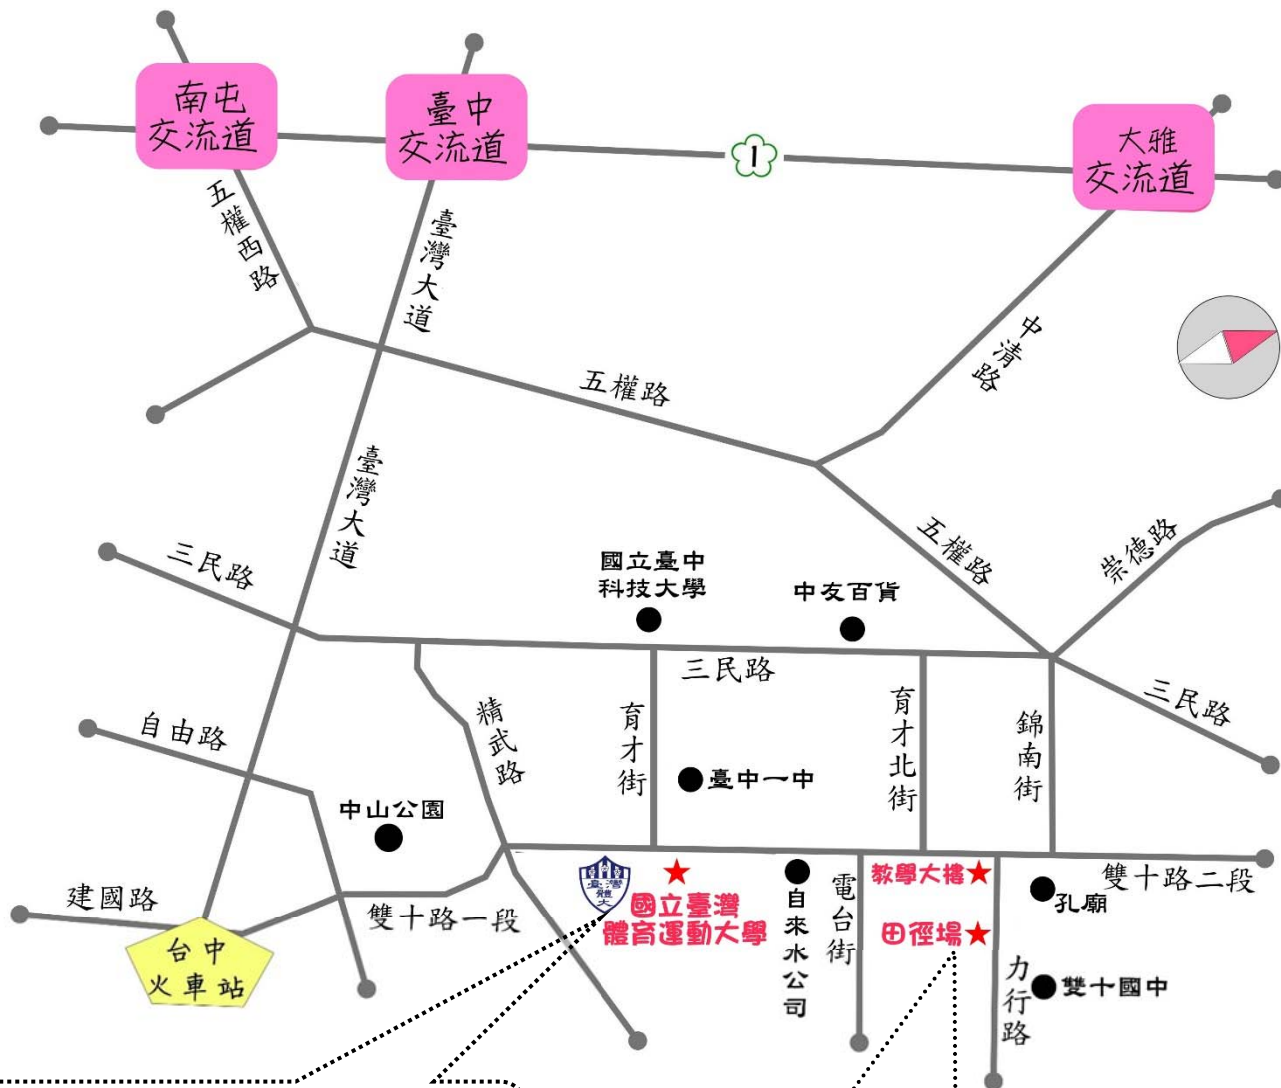 南屯
交流道
臺中
交流道
1
大雅
交流道
五權西路
臺灣大道
中清路
五權路
臺灣大道
五權路
崇德路
三民路
國立臺中
科技大學
中友百貨
三民路
三民路
自由路
精武路
育才街
臺中一中
育才北街
錦南街
中山公園
建國路
雙十路一段
台中
火車站
臺灣
體
大
國立臺灣
體育運動大學
自來水公司
電台街
教學大樓
田徑場
雙十路二段
孔廟
力行路
雙十國中